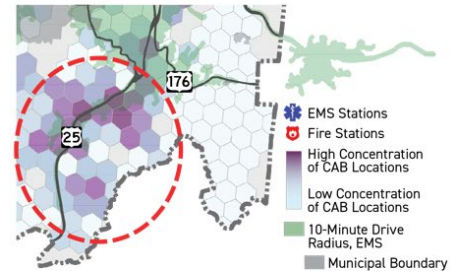 176
25
EMS Stations
Fire Stations
High Concentration
of CAB Locations
Low Concentration
of CAB Locations
10-Minute Drive
Radius, EMS
Municipal Boundary